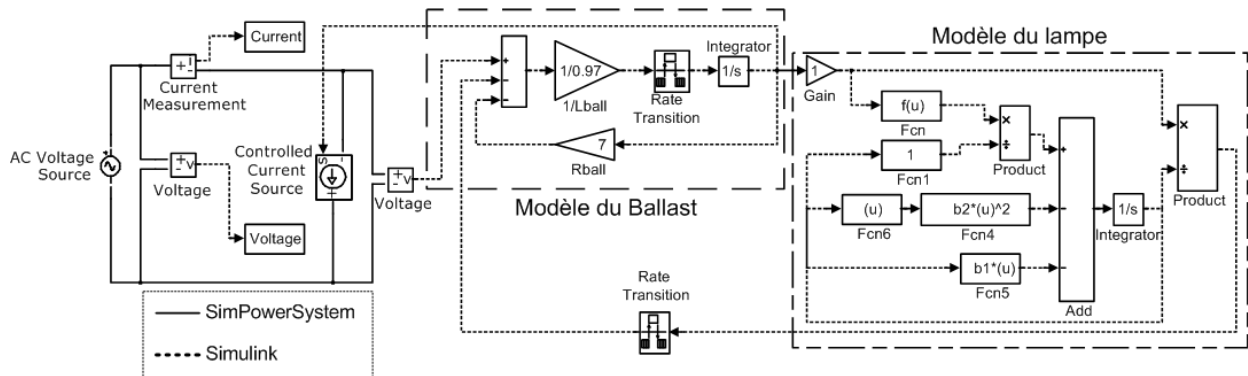 Current
Current
Measurement
AC Voltage
Source
+
-
i
+
-
v
Voltage
Voltage
Controlled
Current
Source
s
-
+
+
-
v
Voltage
SimPowerSystem
Simulink
+
−
−
1/0.97
1/Lball
Rate
Transition
Integrator
1/s
7
Rball
Modèle du Ballast
Rate
Transition
Modèle du lampe
1
Gain
f(u)
Fcn
1
Fcn1
×
÷
Product
(u)
Fcn6
b2*(u)^2
Fcn4
b1*(u)
Fcn5
+
−
−
Add
1/s
Integrator
×
÷
Product